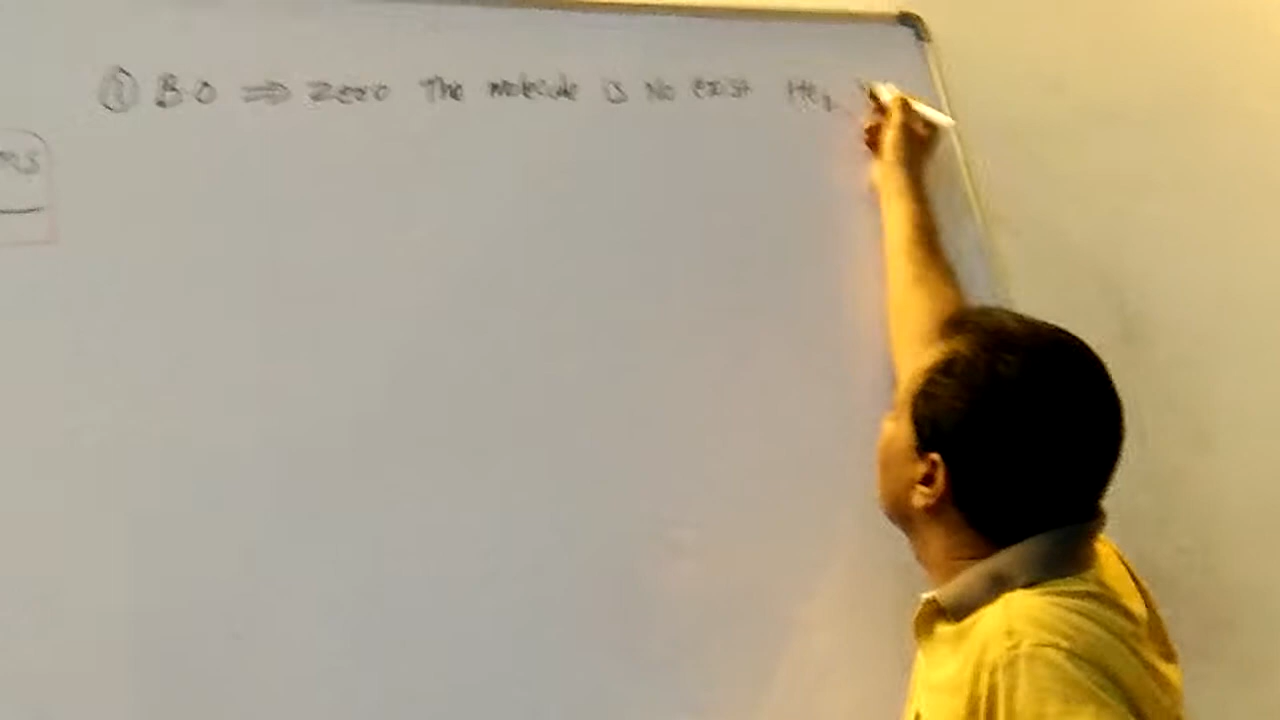 ① B.O ⇒ Zero The molecule is No exist He₂